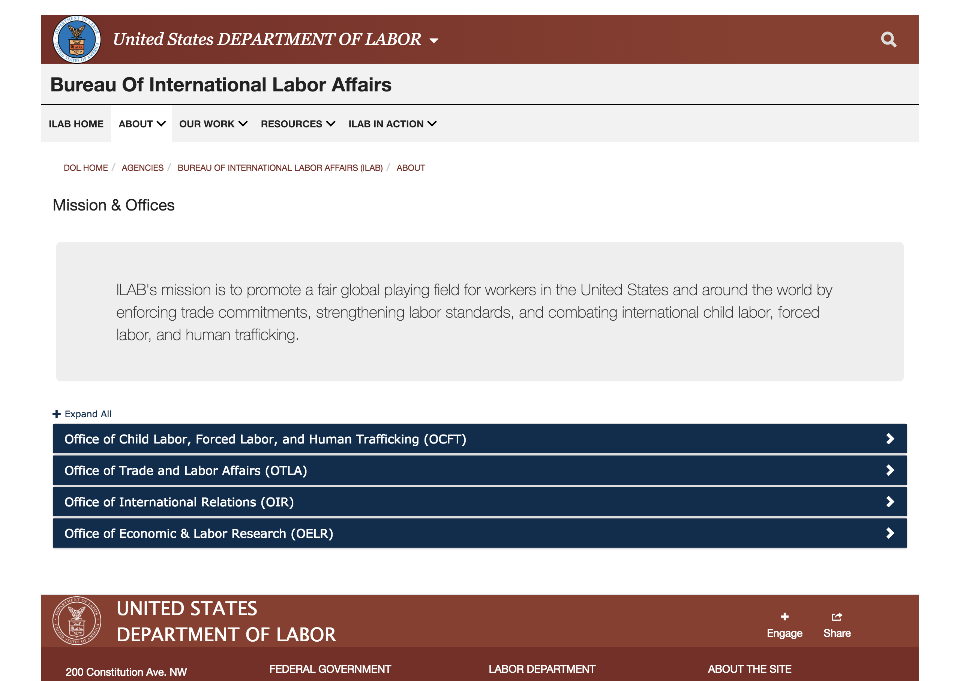 United States DEPARTMENT OF LABOR
Bureau Of International Labor Affairs
ILAB HOME ABOUT OUR WORK RESOURCES ILAB IN ACTION
DOL HOME / AGENCIES / BUREAU OF INTERNATIONAL LABOR AFFAIRS (ILAB) / ABOUT
Mission & Offices
ILAB's mission is to promote a fair global playing field for workers in the United States and around the world by
enforcing trade commitments, strengthening labor standards, and combating international child labor, forced
labor, and human trafficking.
Expand All
Office of Child Labor, Forced Labor, and Human Trafficking (OCFT)
Office of Trade and Labor Affairs (OTLA)
Office of International Relations (OIR)
Office of Economic & Labor Research (OELR)
UNITED STATES
DEPARTMENT OF LABOR
Engage Share
200 Constitution Ave. NW FEDERAL GOVERNMENT LABOR DEPARTMENT ABOUT THE SITE